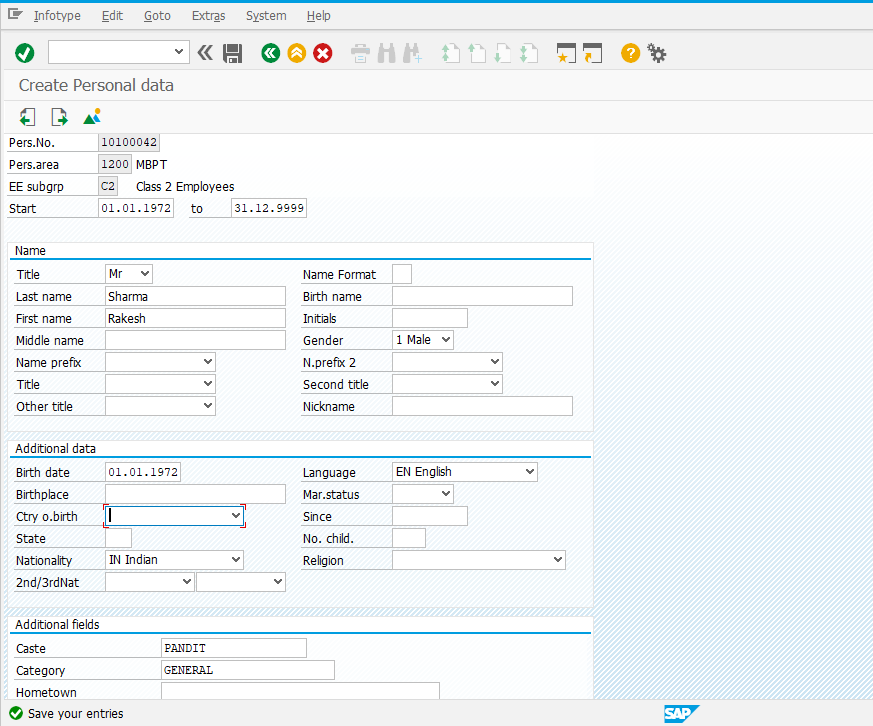 Infotype Edit Goto Extras System Help
Create Personal data
Pers.No. 10100042
Pers.area 1200 MBPT
EE subgrp C2 Class 2 Employees
Start 01.01.1972 to 31.12.9999
Name
Title Mr Name Format
Last name Sharma Birth name
First name Rakesh Initials
Middle name Gender 1 Male
Name prefix N.prefix 2
Title Second title
Other title Nickname
Additional data
Birth date 01.01.1972 Language EN English
Birthplace Mar.status
Ctry o.birth Since
State No. child.
Nationality IN Indian Religion
2nd/3rdNat
Additional fields
Caste PANDIT
Category GENERAL
Hometown
Save your entries SAP